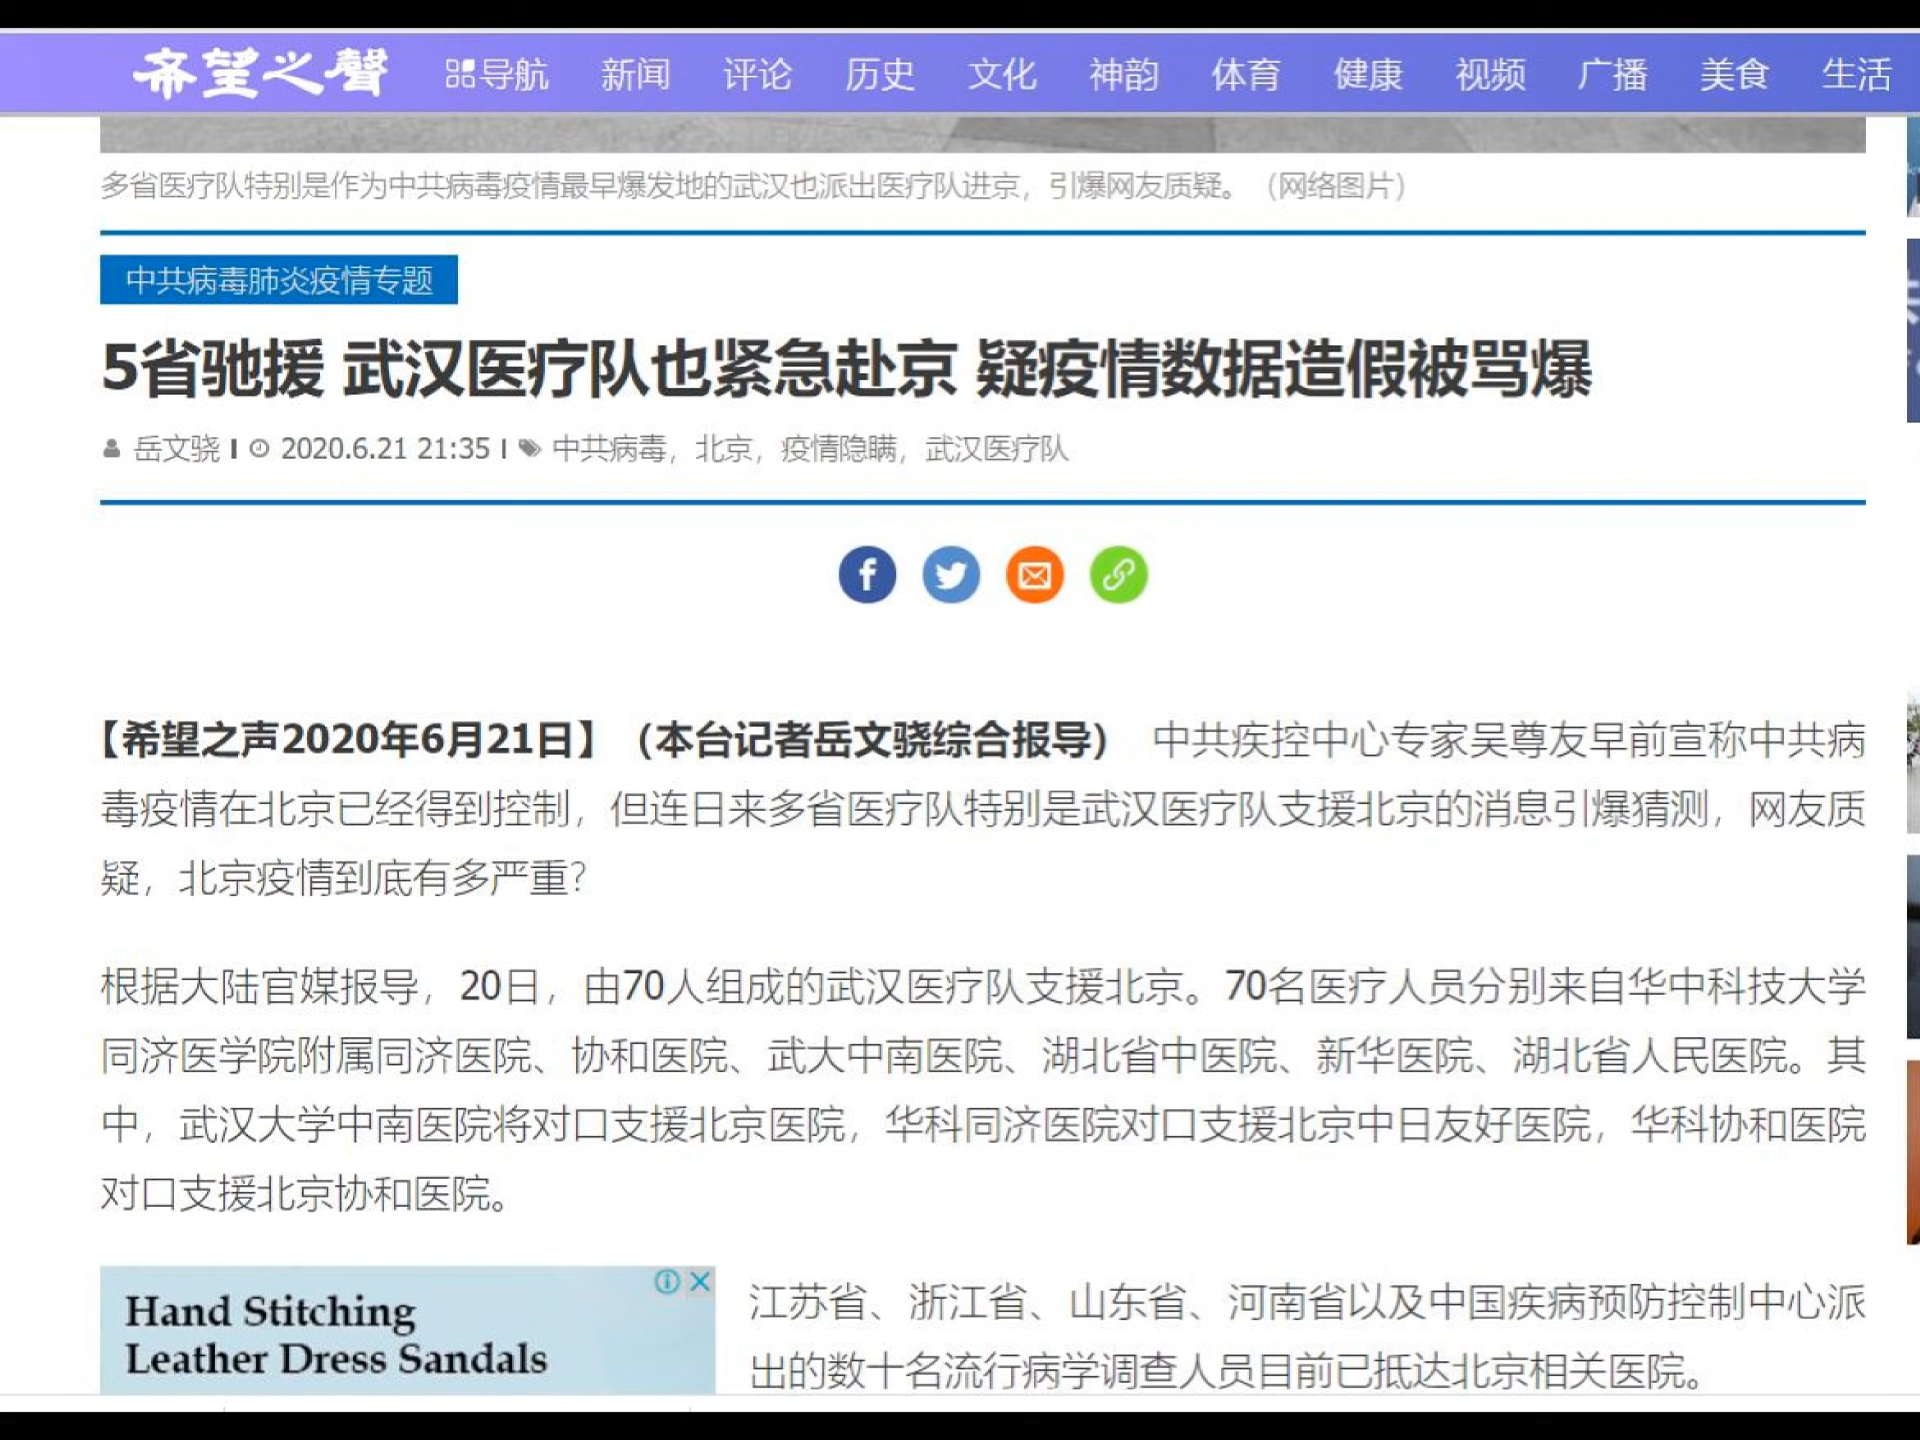 希望之聲 导航 新闻 评论 历史 文化 神韵 体育 健康 视频 广播 美食 生活
多省医疗队特别是作为中共病毒疫情最早爆发地的武汉也派出医疗队进京，引爆网友质疑。（网络图片）
中共病毒肺炎疫情专题
5省驰援 武汉医疗队也紧急赴京 疑疫情数据造假被骂爆
岳文骁 I 2020.6.21 21:35 I 中共病毒，北京，疫情隐瞒，武汉医疗队
【希望之声2020年6月21日】（本台记者岳文骁综合报导） 中共疾控中心专家吴尊友早前宣称中共病
毒疫情在北京已经得到控制，但连日来多省医疗队特别是武汉医疗队支援北京的消息引爆猜测，网友质
疑，北京疫情到底有多严重？
根据大陆官媒报导，20日，由70人组成的武汉医疗队支援北京。70名医疗人员分别来自华中科技大学
同济医学院附属同济医院、协和医院、武大中南医院、湖北省中医院、新华医院、湖北省人民医院。其
中，武汉大学中南医院将对口支援北京医院，华科同济医院对口支援北京中日友好医院，华科协和医院
对口支援北京协和医院。
Hand Stitching
Leather Dress Sandals
江苏省、浙江省、山东省、河南省以及中国疾病预防控制中心派
出的数十名流行病学调查人员目前已抵达北京相关医院。